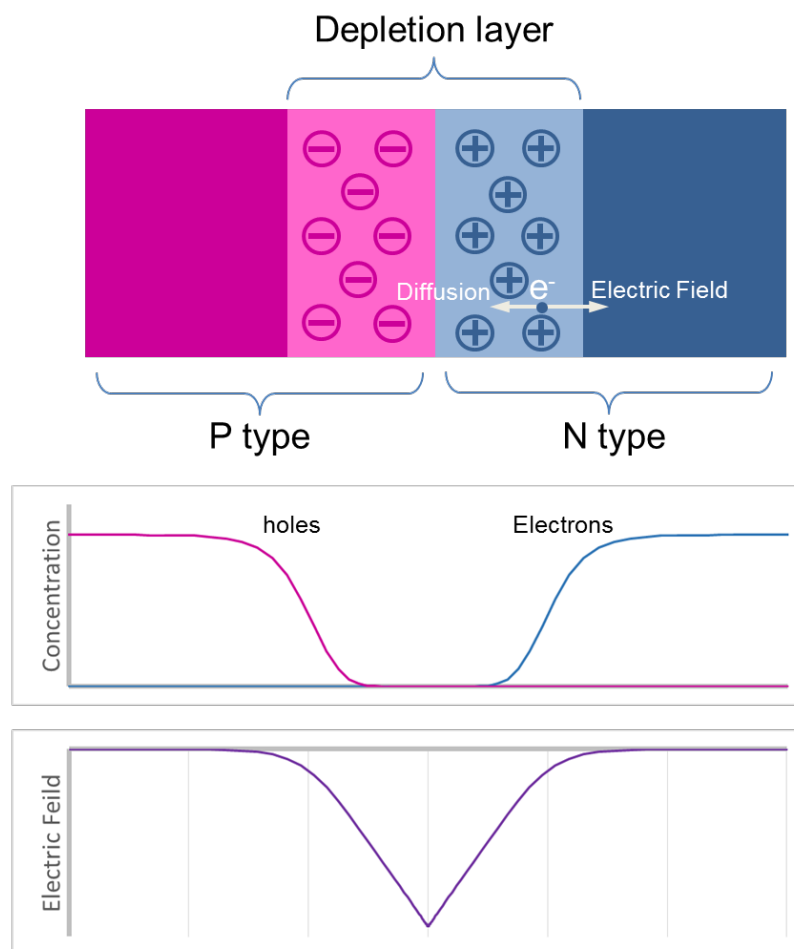 Depletion layer
Diffusion e- Electric Field
P type N type
holes Electrons
Concentration
Electric Feild